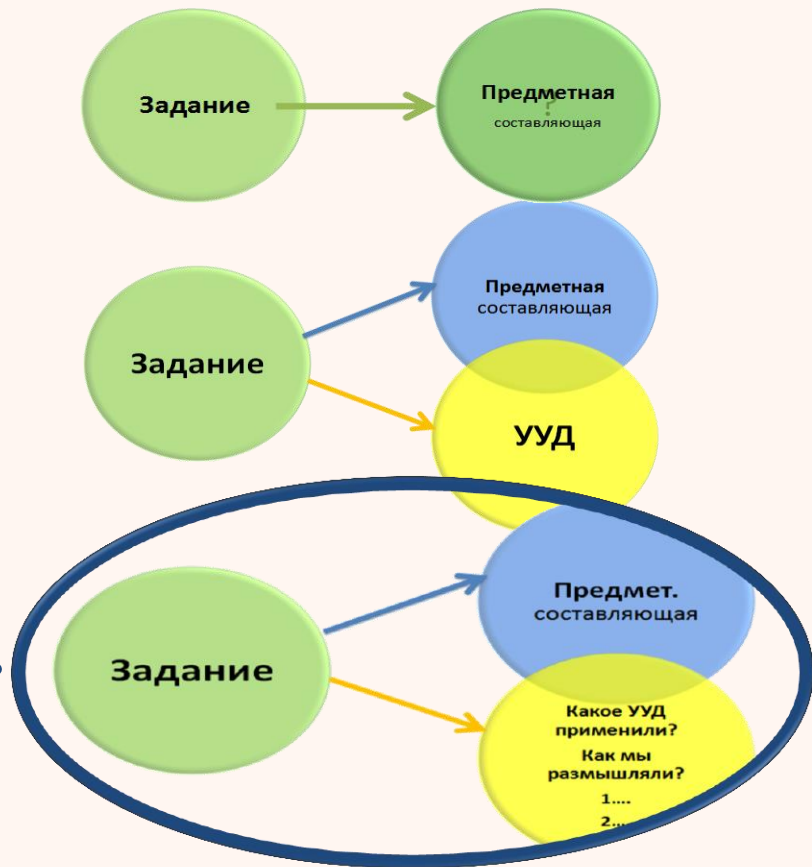 Задание
Предметная
?
составляющая
Предметная
составляющая
Задание
УУД
Предмет.
составляющая
Задание
Какое УУД
применили?
Как мы
размышляли?
1....
2....